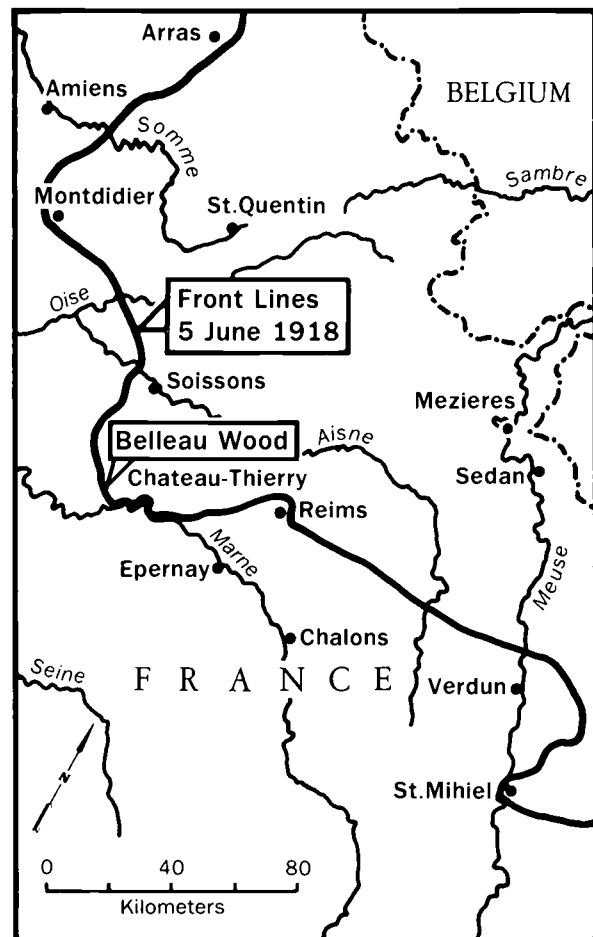 Arras
Amiens
BELGIUM
Somme
Sambre
Montdidier
St.Quentin
Oise
Front Lines
5 June 1918
Soissons
Mezieres
Belleau Wood
Aisne
Chateau-Thierry
Sedan
Reims
Marne
Epernay
Meuse
Chalons
Seine
FRANCE
Verdun
N
St.Mihiel
0 40 80
Kilometers